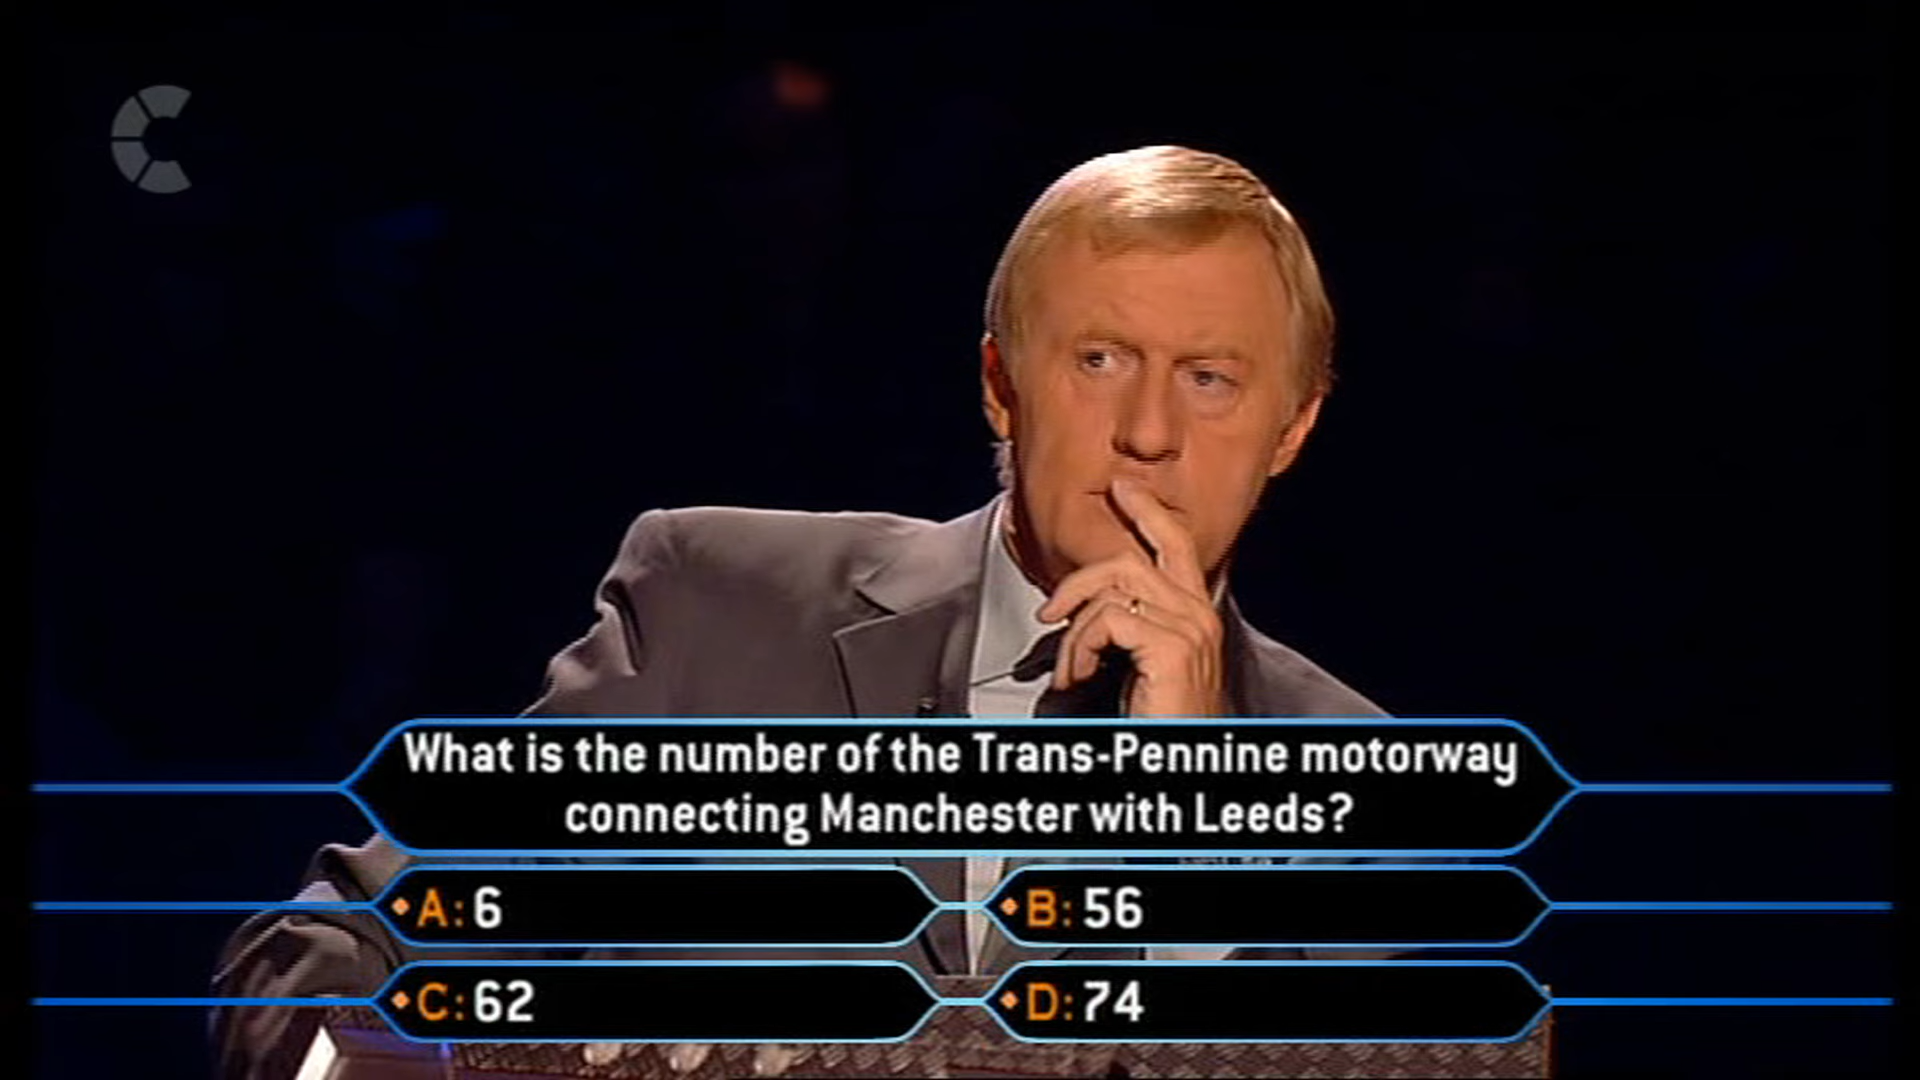 What is the number of the Trans-Pennine motorway
connecting Manchester with Leeds?
A: 6
B: 56
C: 62
D: 74